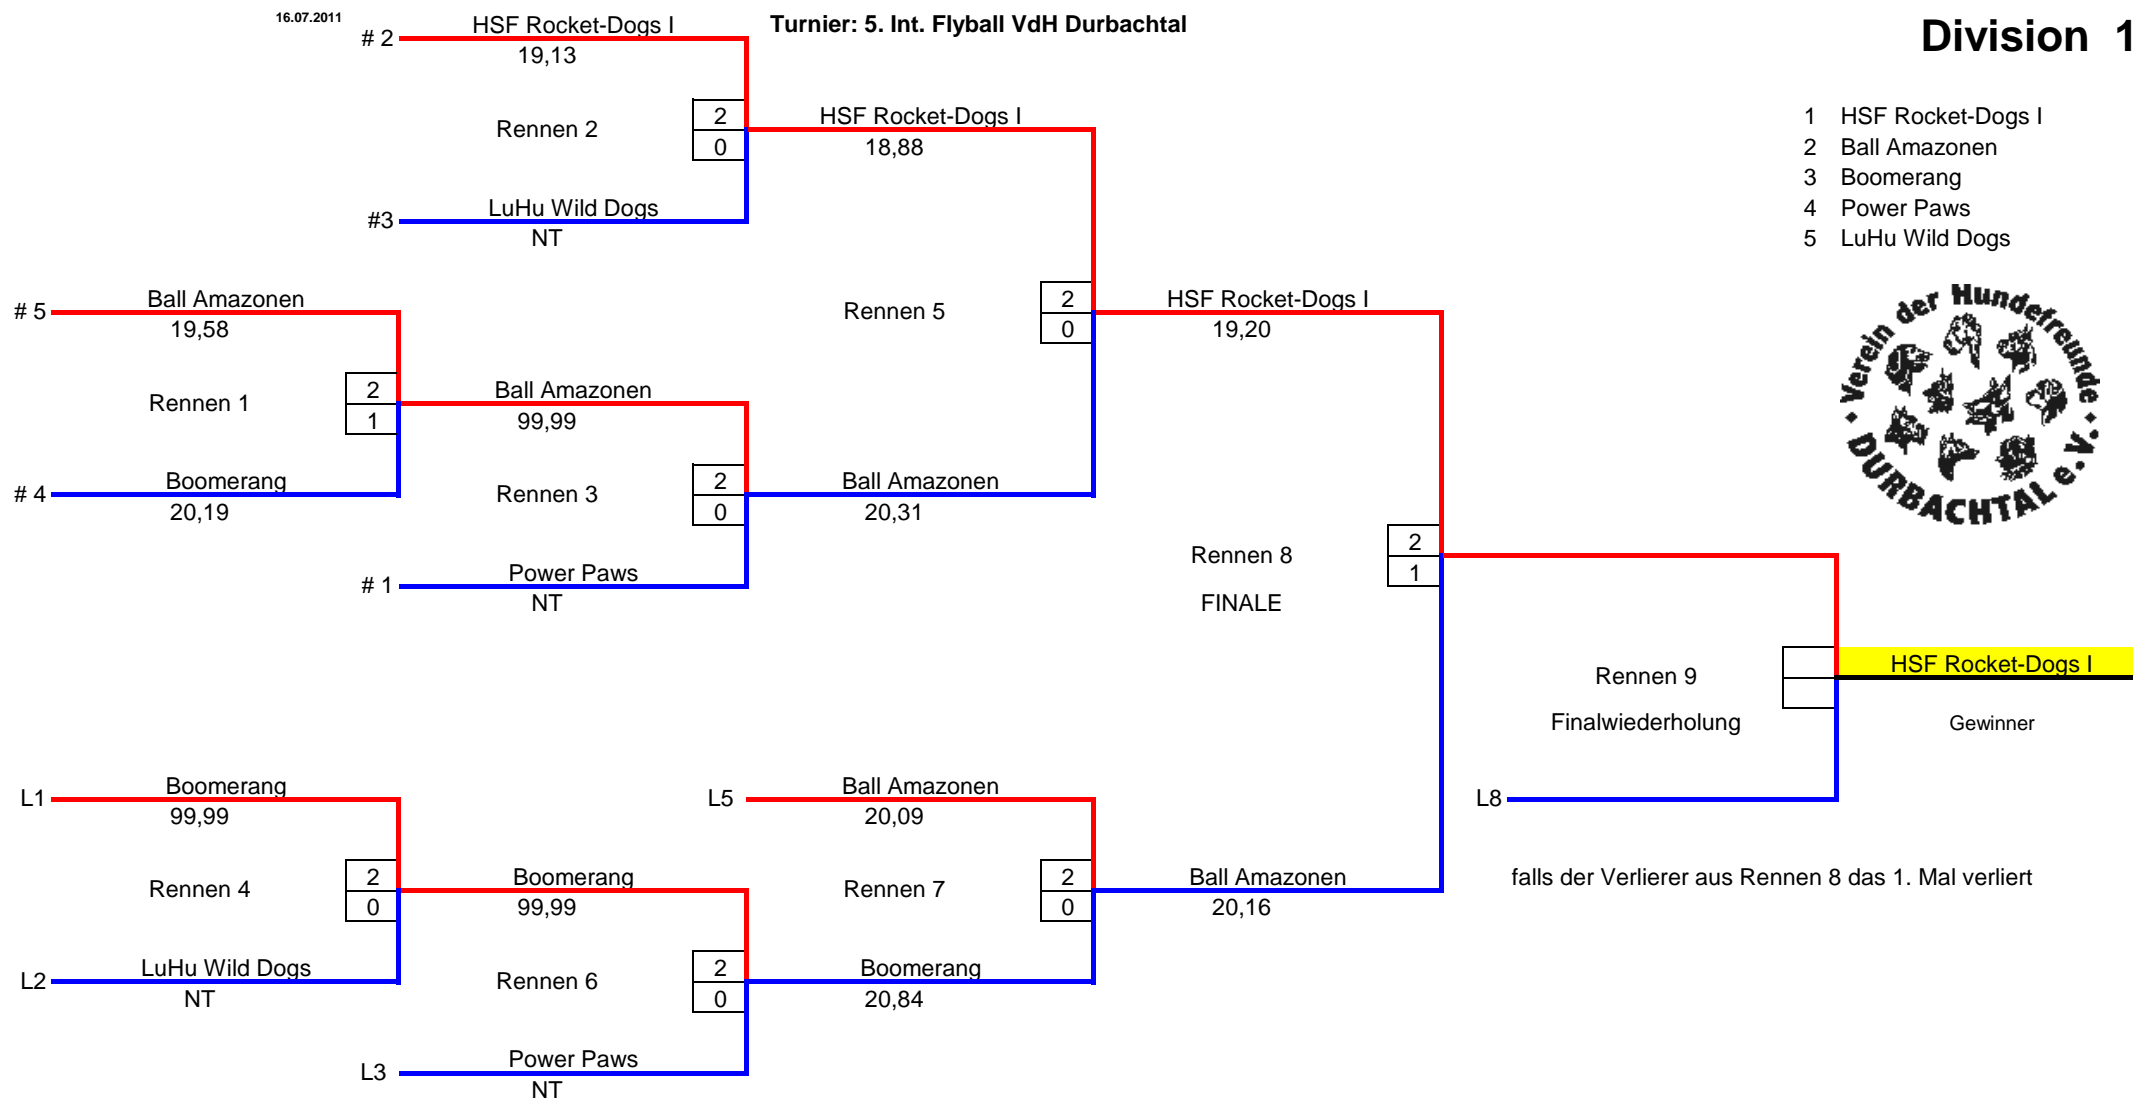 16.07.2011
Turnier: 5. Int. Flyball VdH Durbachtal
Division 1
# 2
HSF Rocket-Dogs I
19,13
Rennen 2
2
0
#3
LuHu Wild Dogs
NT
HSF Rocket-Dogs I
18,88
1 HSF Rocket-Dogs I
2 Ball Amazonen
3 Boomerang
4 Power Paws
5 LuHu Wild Dogs
Verein der Hundefreunde
DURBACHTAL e.V.
# 5
Ball Amazonen
19,58
Rennen 1
2
1
# 4
Boomerang
20,19
Ball Amazonen
99,99
Rennen 3
2
0
# 1
Power Paws
NT
Rennen 5
2
0
Ball Amazonen
20,31
HSF Rocket-Dogs I
19,20
Rennen 8
FINALE
2
1
Rennen 9
Finalwiederholung
HSF Rocket-Dogs I
Gewinner
L1
Boomerang
99,99
Rennen 4
2
0
L2
LuHu Wild Dogs
NT
Boomerang
99,99
Rennen 6
2
0
L3
Power Paws
NT
L5
Ball Amazonen
20,09
Rennen 7
2
0
Boomerang
20,84
Ball Amazonen
20,16
L8
falls der Verlierer aus Rennen 8 das 1. Mal verliert